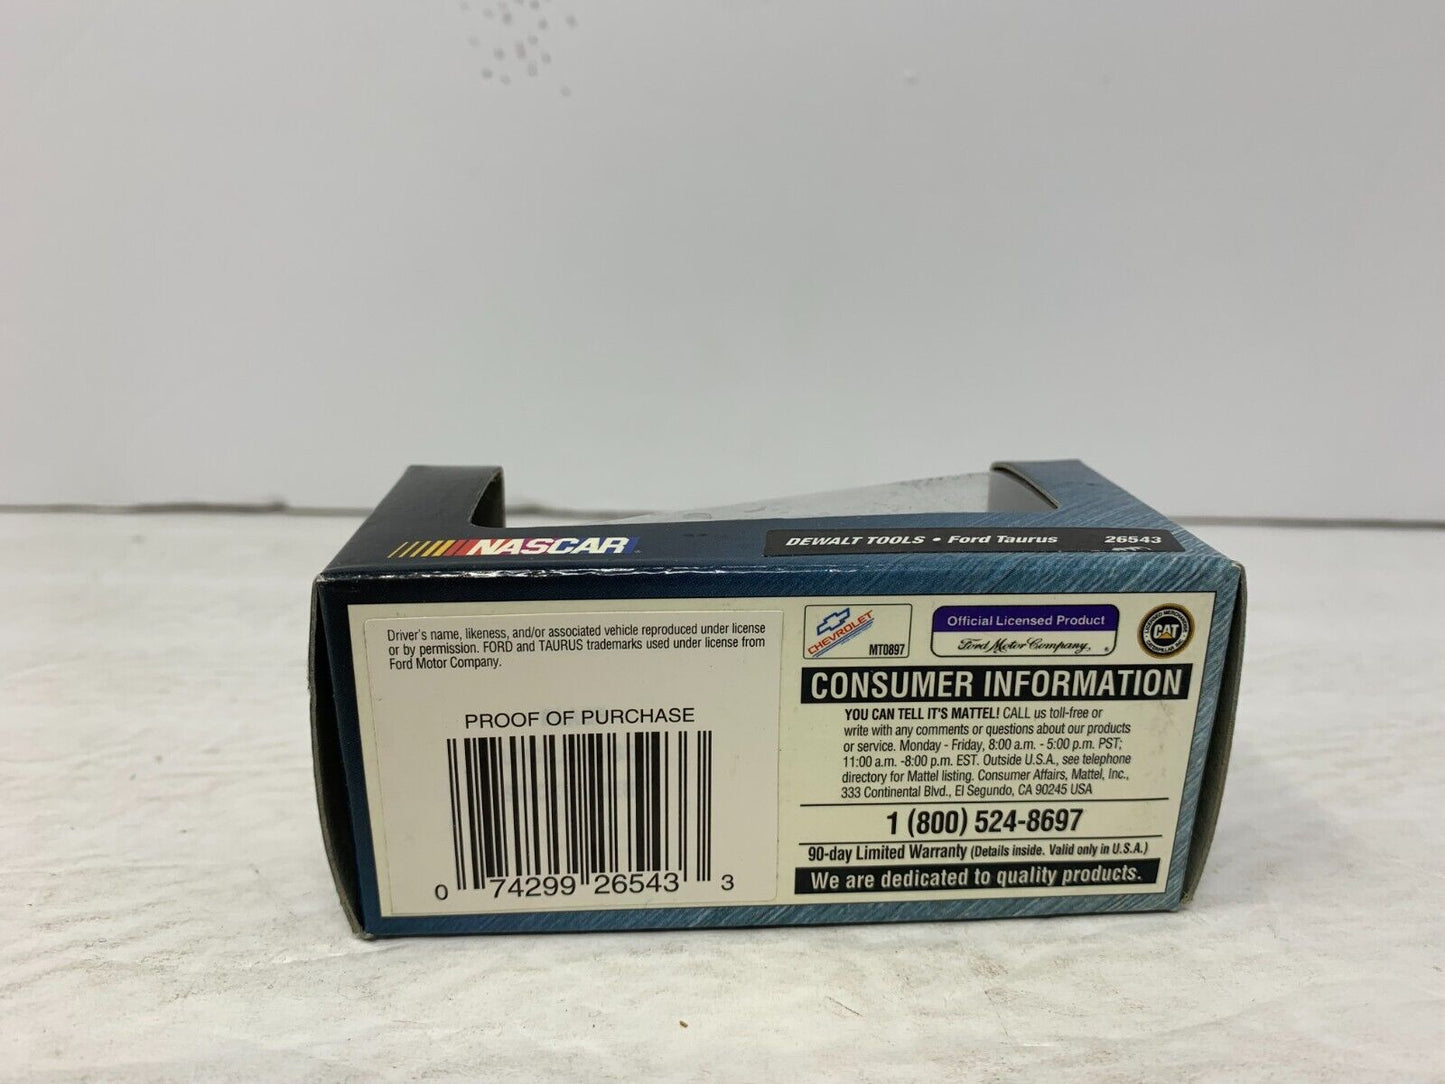 NASCAR
DEWALT TOOLS • Ford Taurus 26543
Driver's name, likeness, and/or associated vehicle reproduced under license
or by permission. FORD and TAURUS trademarks used under license from
Ford Motor Company.
PROOF OF PURCHASE
0 74299 26543 3
CHEVROLET
MT0897
Official Licensed Product
Ford Motor Company
CAT
CONSUMER INFORMATION
YOU CAN TELL IT'S MATTEL! CALL us toll-free or
write with any comments or questions about our products
or service. Monday - Friday, 8:00 a.m. - 5:00 p.m. PST;
11:00 a.m. -8:00 p.m. EST. Outside U.S.A., see telephone
directory for Mattel listing. Consumer Affairs, Mattel, Inc.,
333 Continental Blvd., El Segundo, CA 90245 USA
1 (800) 524-8697
90-day Limited Warranty (Details inside. Valid only in U.S.A.)
We are dedicated to quality products.